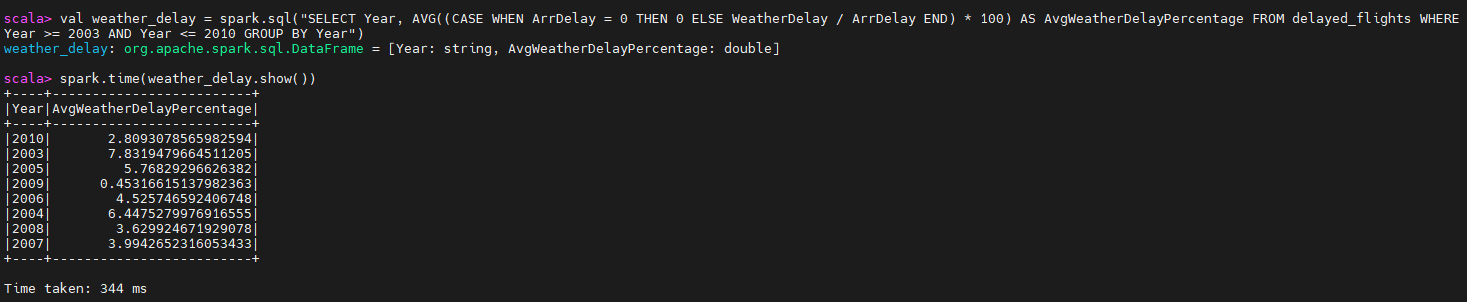 scala> val weather_delay = spark.sql("SELECT Year, AVG((CASE WHEN ArrDelay = 0 THEN 0 ELSE WeatherDelay / ArrDelay END) * 100) AS AvgWeatherDelayPercentage FROM delayed_flights WHERE
Year >= 2003 AND Year <= 2010 GROUP BY Year")
weather_delay: org.apache.spark.sql.DataFrame = [Year: string, AvgWeatherDelayPercentage: double]
scala> spark.time(weather_delay.show())
+----+-------------------------+
|Year|AvgWeatherDelayPercentage|
+----+-------------------------+
|2010|       2.8093078565982594|
|2003|       7.8319479664511205|
|2005|         5.76829296626382|
|2009|      0.45316615137982363|
|2006|        4.525746592406748|
|2004|       6.4475279976916555|
|2008|        3.629924671929078|
|2007|       3.9942652316053433|
+----+-------------------------+
Time taken: 344 ms